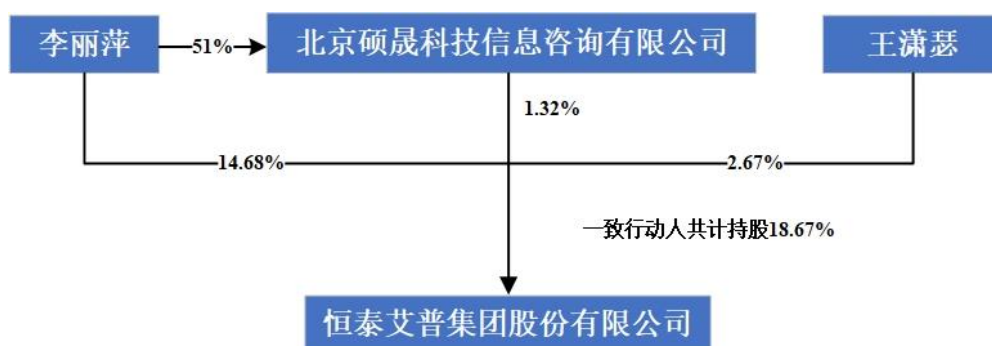 李丽萍
51%
北京硕晟科技信息咨询有限公司
王潇瑟
1.32%
14.68%
2.67%
一致行动人共计持股18.67%
恒泰艾普集团股份有限公司